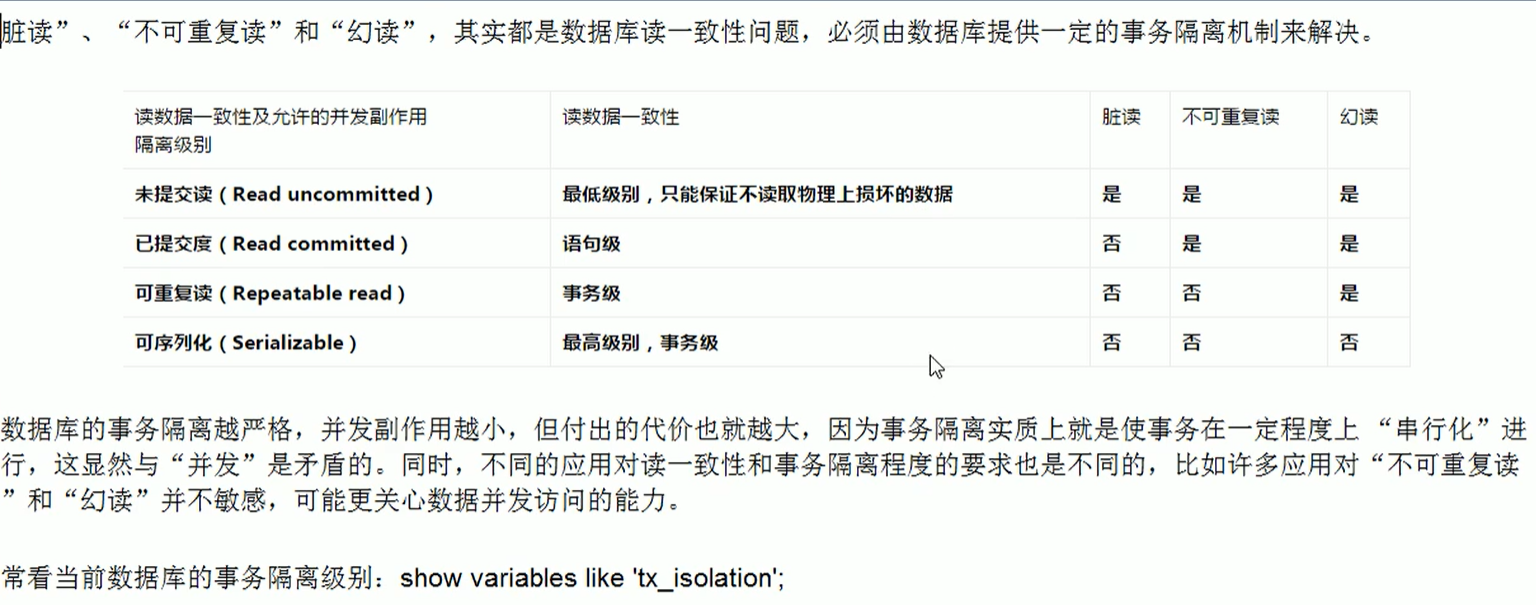 脏读”、“不可重复读”和“幻读”，其实都是数据库读一致性问题，必须由数据库提供一定的事务隔离机制来解决。
读数据一致性及允许的并发副作用 读数据一致性 脏读 不可重复读 幻读
隔离级别
未提交读（Read uncommitted） 最低级别，只能保证不读取物理上损坏的数据 是 是 是
已提交度（Read committed） 语句级 否 是 是
可重复读（Repeatable read） 事务级 否 否 是
可序列化（Serializable） 最高级别，事务级 否 否 否
数据库的事务隔离越严格，并发副作用越小，但付出的代价也就越大，因为事务隔离实质上就是使事务在一定程度上 “串行化”进
行，这显然与“并发”是矛盾的。同时，不同的应用对读一致性和事务隔离程度的要求也是不同的，比如许多应用对“不可重复读
”和“幻读”并不敏感，可能更关心数据并发访问的能力。
常看当前数据库的事务隔离级别：show variables like 'tx_isolation';